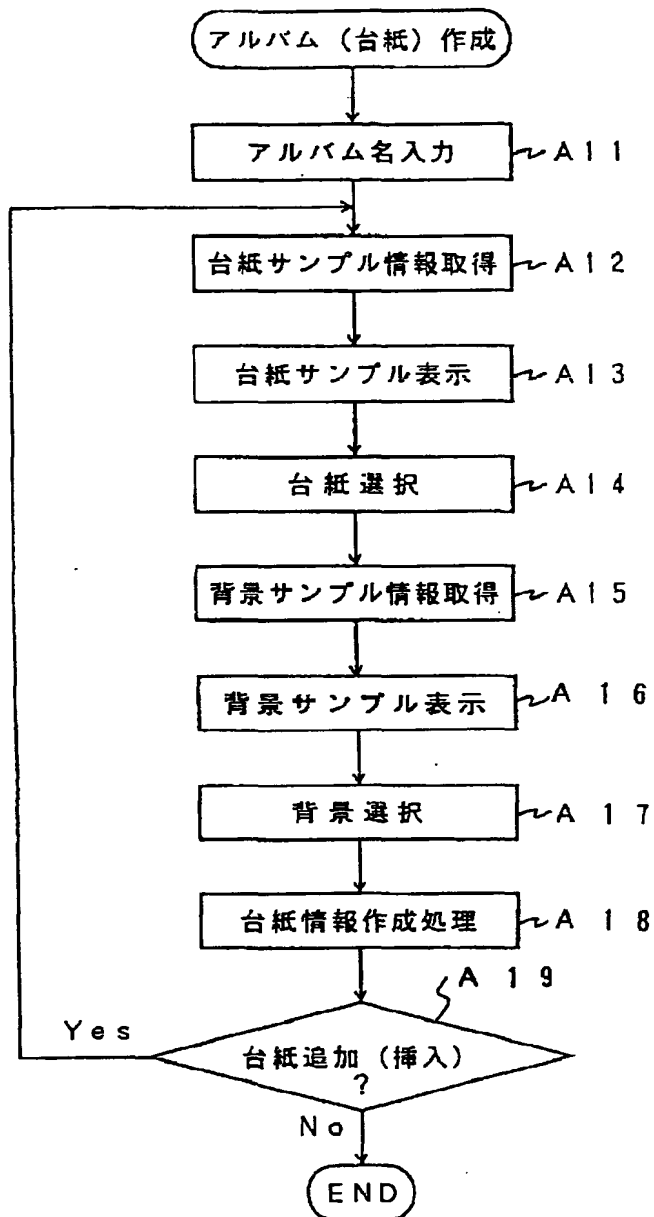 アルバム（台紙）作成
アルバム名入力 A11
台紙サンプル情報取得 A12
台紙サンプル表示 A13
台紙選択 A14
背景サンプル情報取得 A15
背景サンプル表示 A16
背景選択 A17
台紙情報作成処理 A18
A19
Yes
台紙追加（挿入）
?
No
END